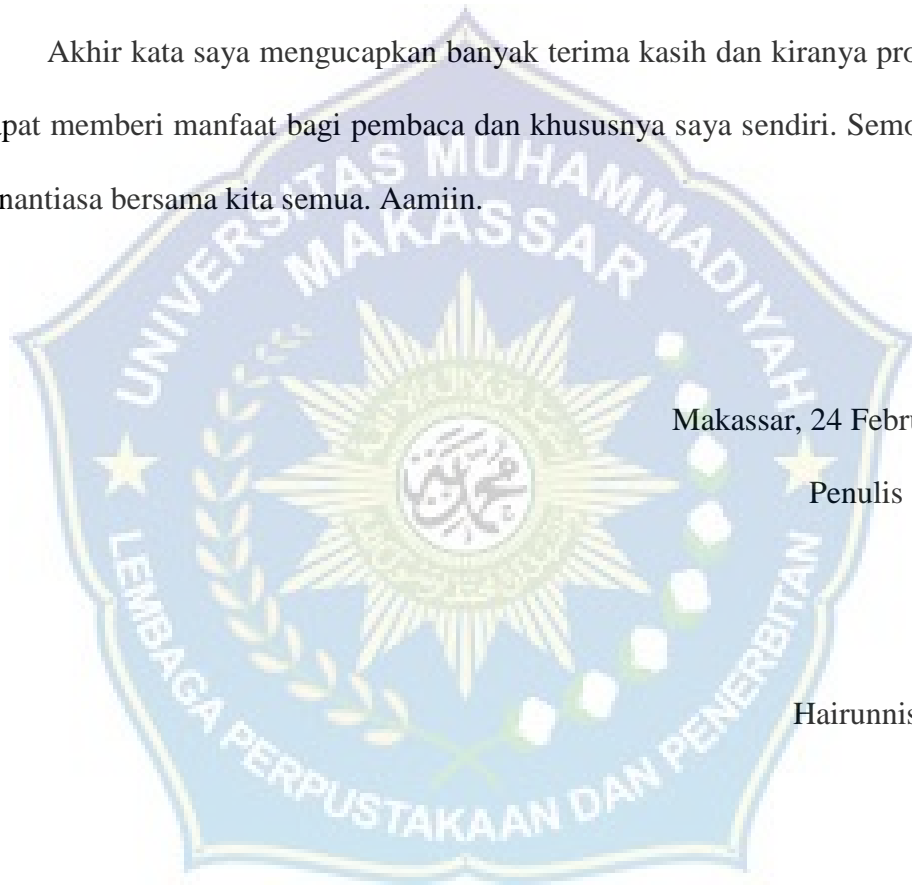 Akhir kata saya mengucapkan banyak terima kasih dan kiranya pro
pat memberi manfaat bagi pembaca dan khususnya saya sendiri. Semo
nantiasa bersama kita semua. Aamiin.
UNIVERSITAS MUHAMMADIYAH
MAKASSAR
Makassar, 24 Febru
Penulis
Hairunnis
LEMBAGA PERPUSTAKAAN DAN PENERBITAN